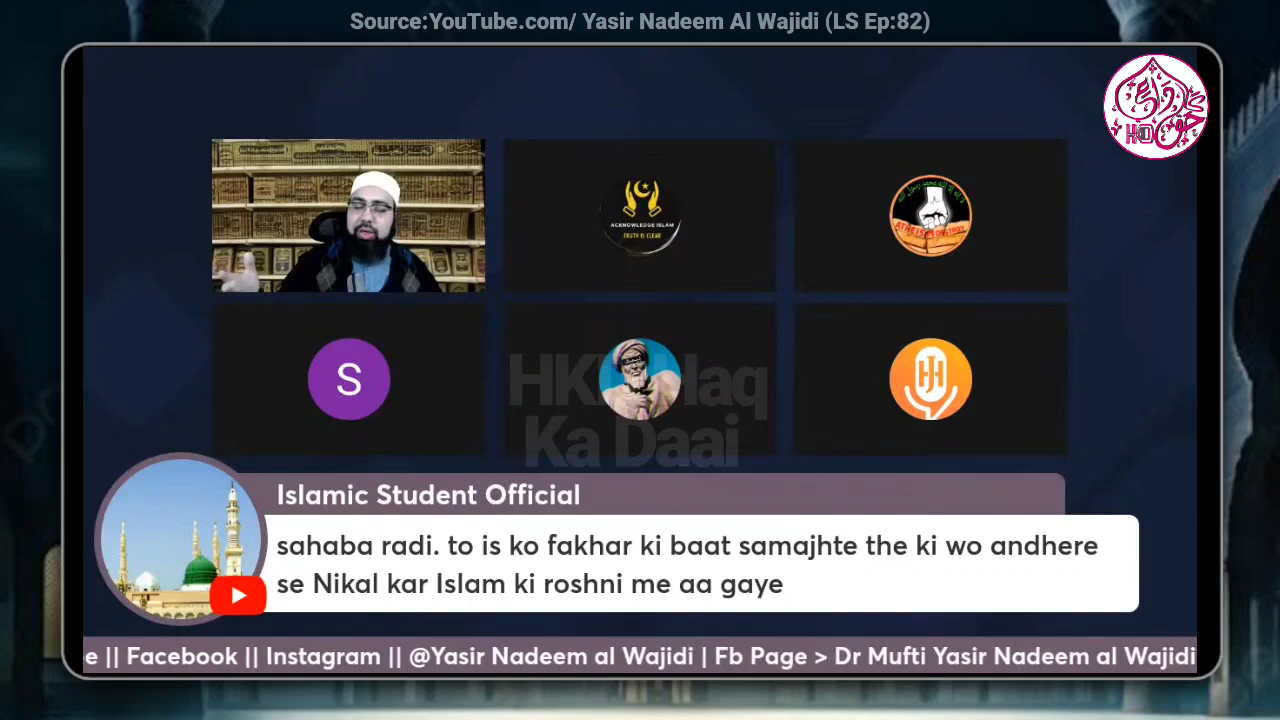 Source:YouTube.com/ Yasir Nadeem Al Wajidi (LS Ep:82)
HKD
ACKNOWLEDGE ISLAM
TRUTH IS CLEAR
S
HKD Haq
Ka Daai
Islamic Student Official
sahaba radi. to is ko fakhar ki baat samajhte the ki wo andhere
se Nikal kar Islam ki roshni me aa gaye
e || Facebook || Instagram || @Yasir Nadeem al Wajidi | Fb Page > Dr Mufti Yasir Nadeem al Wajidi